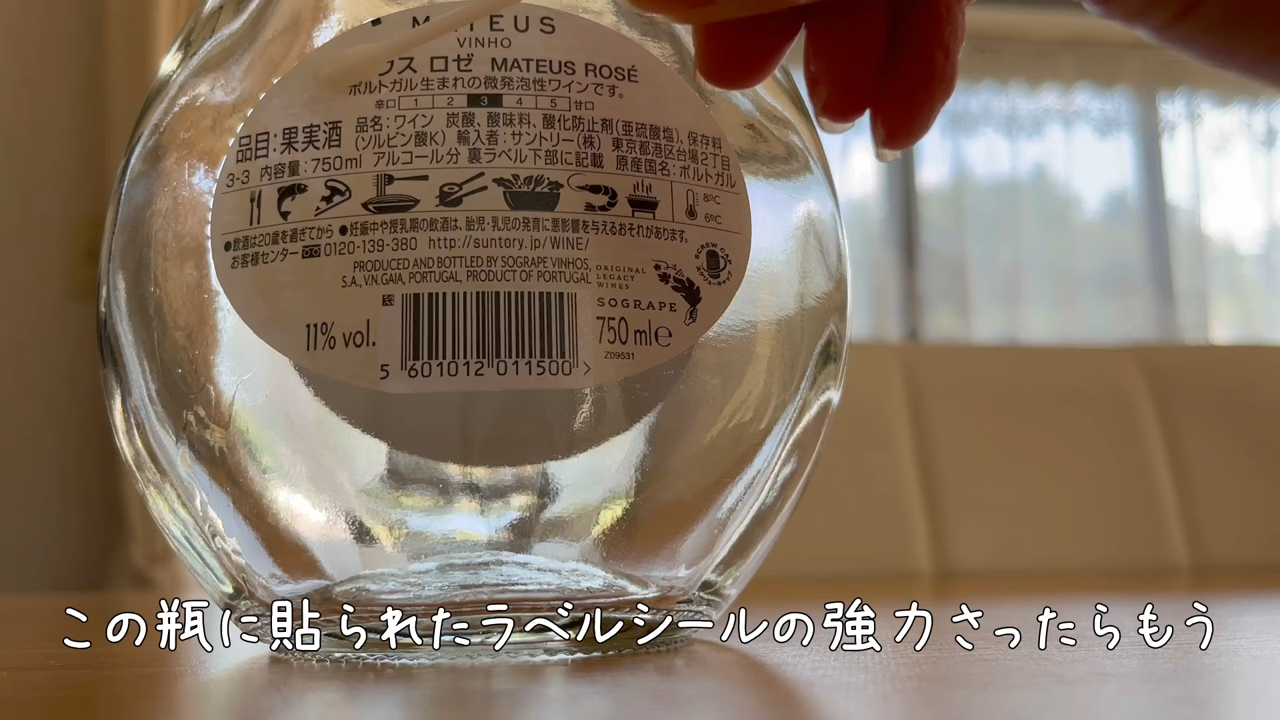 MATEUS
VINHO
ウス ロゼ MATEUS ROSÉ
ポルトガル生まれの微発泡性ワインです。
辛口 1 2 3 4 5 甘口
品目:果実酒
品名:ワイン 炭酸、酸味料、酸化防止剤(亜硫酸塩)、保存料
(ソルビン酸K) 輸入者:サントリー(株) 東京都港区台場2丁目
3-3 内容量:750ml アルコール分 裏ラベル下部に記載 原産国名:ポルトガル
8ºC
6ºC
●飲酒は20歳を過ぎてから ●妊娠中や授乳期の飲酒は、胎児・乳児の発育に悪影響を与えるおそれがあります。
お客様センター 0120-139-380 http://suntory.jp/WINE/
PRODUCED AND BOTTLED BY SOGRAPE VINHOS,
S.A., V.N.GAIA, PORTUGAL, PRODUCT OF PORTUGAL
ORIGINAL
LEGACY
WINES
SOGRAPE
SCREW CAP
11% vol.
750 ml e
Z09531
5 601012 011500 >
この瓶に貼られたラベルシールの強力さったらもう